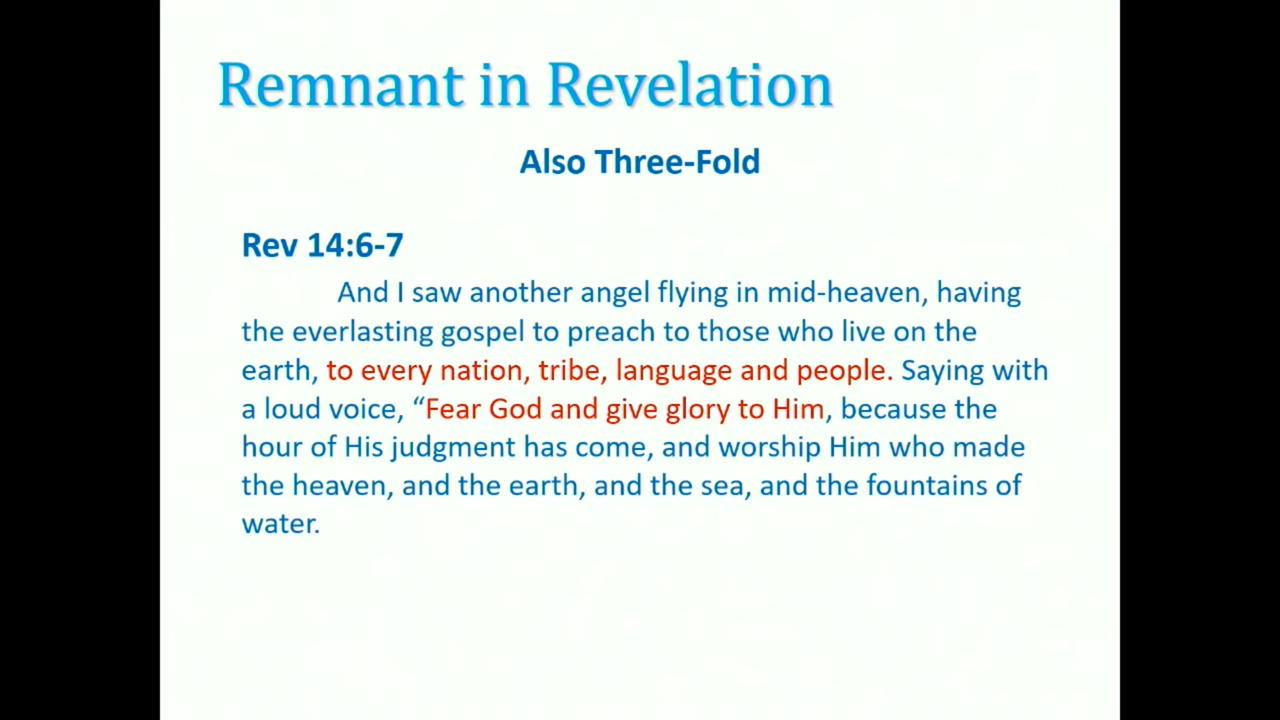 Remnant in Revelation
Also Three-Fold
Rev 14:6-7
And I saw another angel flying in mid-heaven, having
the everlasting gospel to preach to those who live on the
earth, to every nation, tribe, language and people. Saying with
a loud voice, “Fear God and give glory to Him, because the
hour of His judgment has come, and worship Him who made
the heaven, and the earth, and the sea, and the fountains of
water.